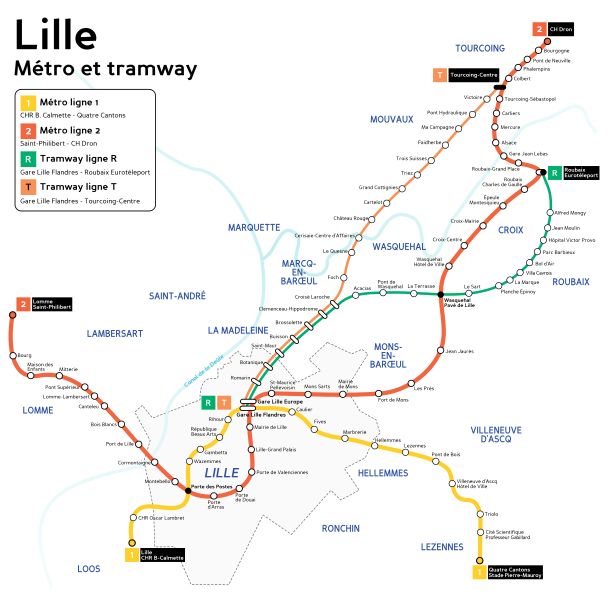 Lille
Métro et tramway
1 Métro ligne 1
CHR B. Calmette - Quatre Cantons
2 Métro ligne 2
Saint-Philibert - CH Dron
R Tramway ligne R
Gare Lille Flandres - Roubaix Eurotéléport
T Tramway ligne T
Gare Lille Flandres - Tourcoing-Centre
2 CH Dron
TOURCOING
Bourgogne
Pont de Neuville
Phalempins
T Tourcoing-Centre
Colbert
Victoire
Tourcoing-Sébastopol
Pont Hydraulique
Carliers
MOUVAUX
Ma Campagne
Mercure
Faidherbe
Alsace
Trois Suisses
Gare Jean Lebas
Triez
Roubaix-Grand Place
R Roubaix
Eurotéléport
Grand Cottignies
Roubaix
Charles de Gaulle
Cartelot
Épeule
Montesquieu
Alfred Mongy
Château Rouge
Croix-Mairie
CROIX
Jean Moulin
MARQUETTE
Cerisaie-Centre d'Affaires
Croix-Centre
Hôpital Victor Provo
WASQUEHAL
Le Quesne
Parc Barbieux
MARCQ-
EN-
BARŒUL
Wasquehal
Hôtel de Ville
Bol d'Air
Foch
Villa Cavrois
La Marque
ROUBAIX
Planche Épinoy
SAINT-ANDRÉ
Croisé Laroche
Acacias
Pont de
Wasquehal
La Terrasse
Le Sart
Wasquehal
Pavé de Lille
2 Lomme
Saint-Philibert
Clemenceau-Hippodrome
LAMBERSART
LA MADELEINE
Brossolette
Buisson
Saint-Maur
MONS-
EN-
BARŒUL
Jean Jaurès
Bourg
Botanique
Maison des
Enfants
Mitterie
Canal de la Deûle
Romarin
St-Maurice
Pellevoisin
Mons Sarts
Mairie
de Mons
Les Prés
Pont Supérieur
Fort de Mons
Lomme-Lambersart
LOMME
Canteleu
R T
Gare Lille Europe
Gare Lille Flandres
Caulier
Bois Blancs
Rihour
Mairie de Lille
Fives
République
Beaux Arts
Marbrerie
VILLENEUVE
D'ASCQ
Port de Lille
Hellemmes
Gambetta
Lille-Grand Palais
Lezennes
Pont de Bois
Cormontaigne
Wazemmes
LILLE
Porte de Valenciennes
HELLEMMES
Montebello
Porte des Postes
Porte
de Douai
Porte
d'Arras
Villeneuve d'Ascq
Hôtel de Ville
CHR Oscar Lambret
Triolo
RONCHIN
Cité Scientifique
Professeur Gabillard
1 Lille
CHR B-Calmette
LEZENNES
LOOS
1 Quatre Cantons
Stade Pierre-Mauroy